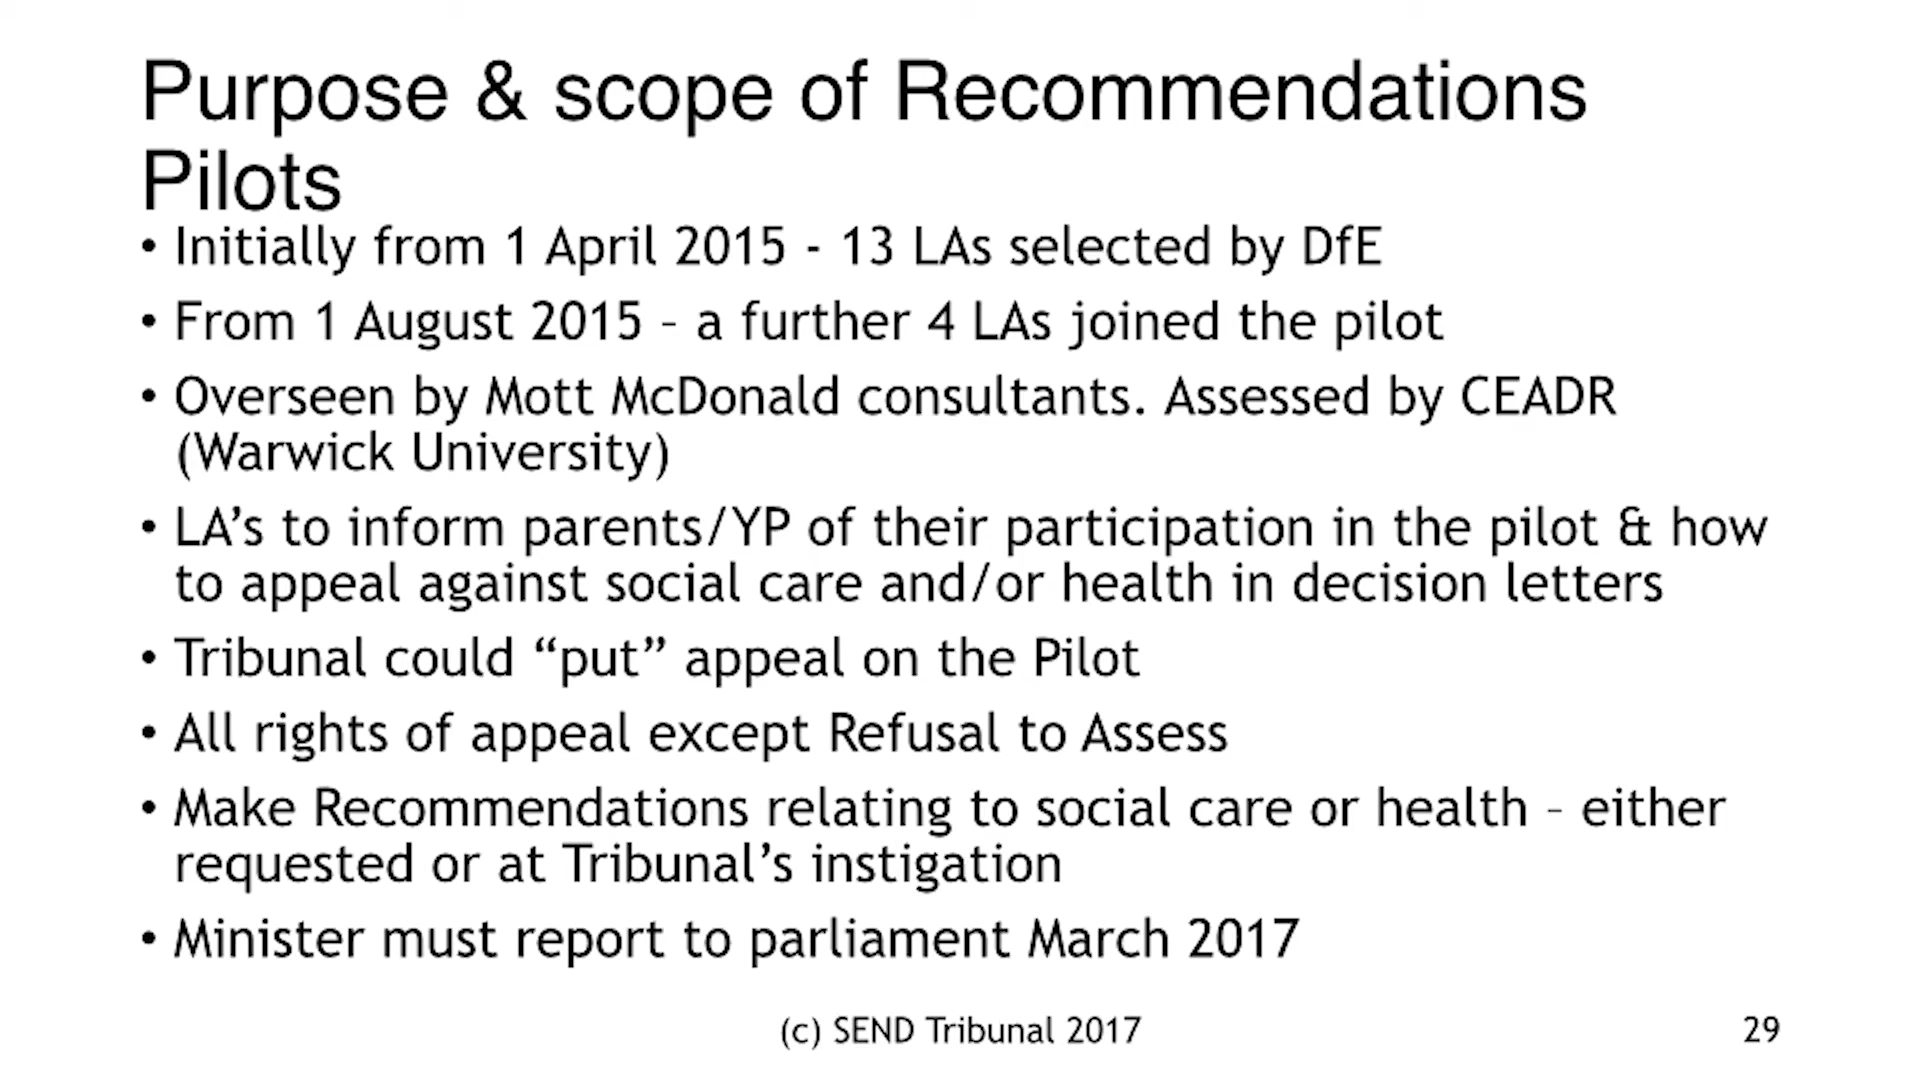 Purpose & scope of Recommendations
Pilots
• Initially from 1 April 2015 - 13 LAs selected by DfE
• From 1 August 2015 – a further 4 LAs joined the pilot
• Overseen by Mott McDonald consultants. Assessed by CEADR
(Warwick University)
• LA’s to inform parents/YP of their participation in the pilot & how
to appeal against social care and/or health in decision letters
• Tribunal could “put” appeal on the Pilot
• All rights of appeal except Refusal to Assess
• Make Recommendations relating to social care or health – either
requested or at Tribunal’s instigation
• Minister must report to parliament March 2017
(c) SEND Tribunal 2017
29